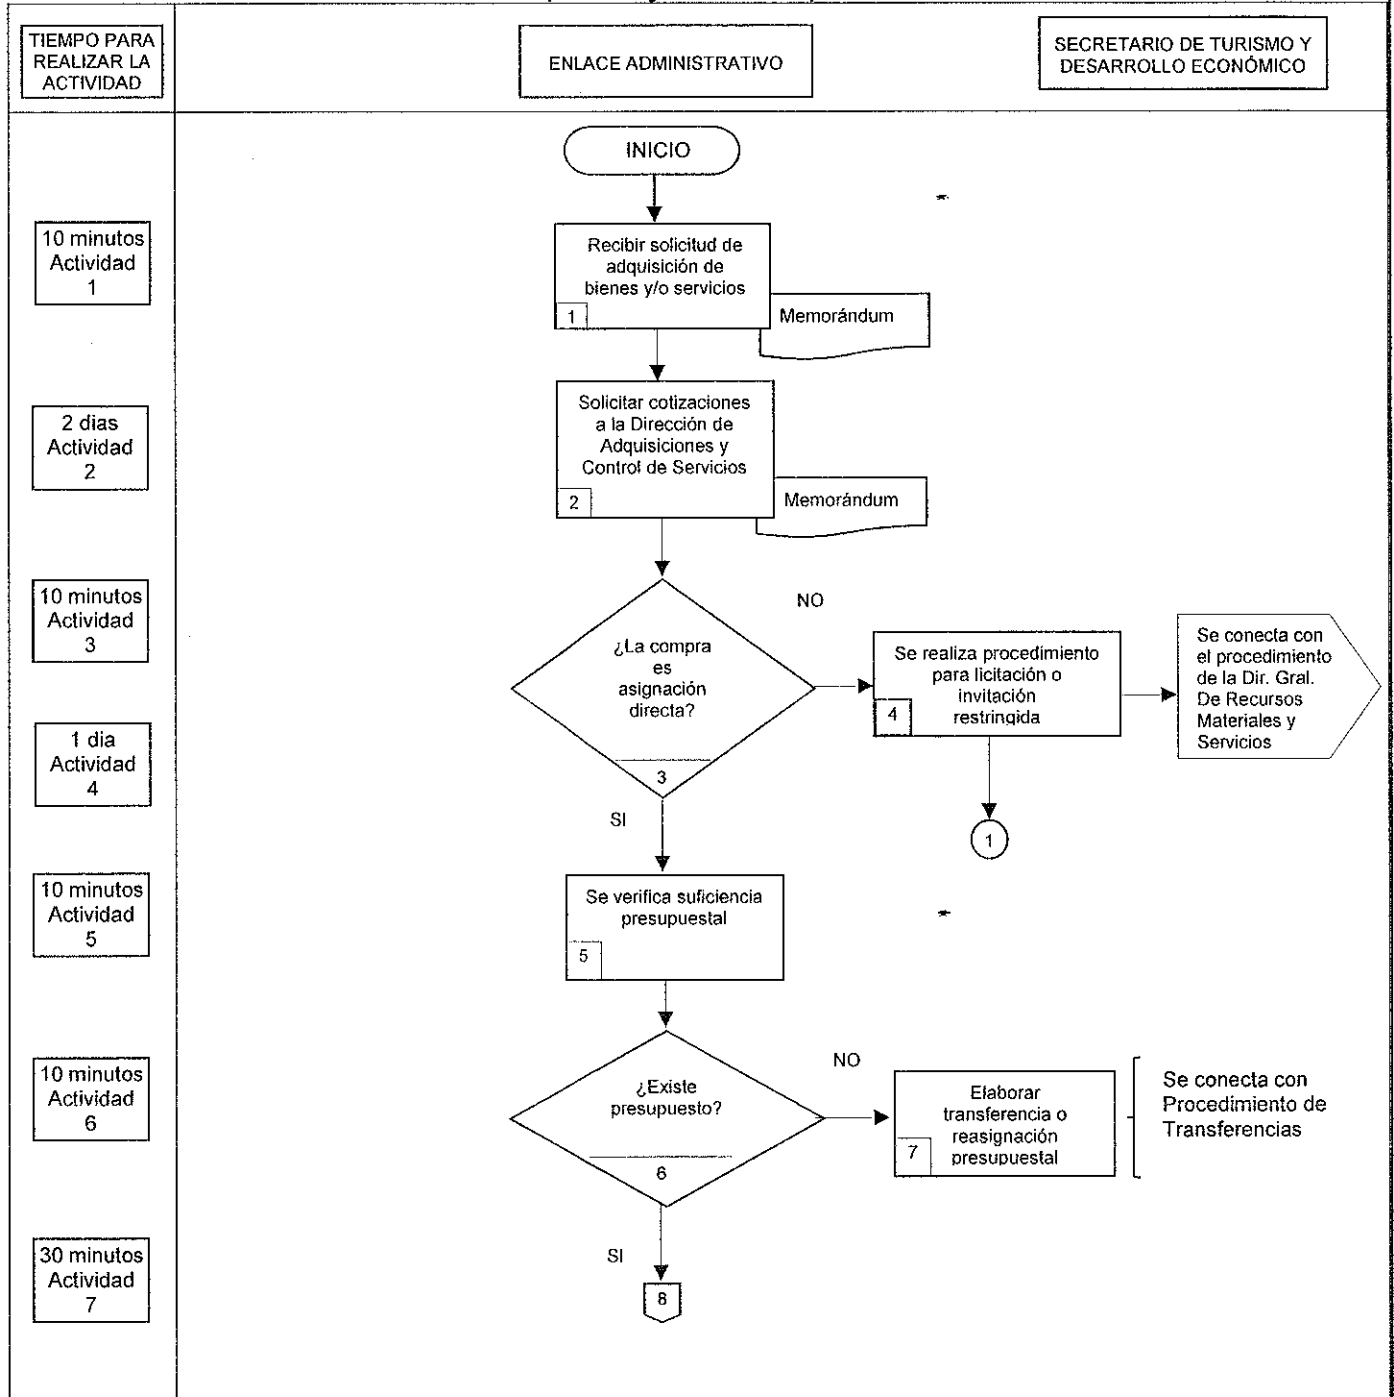 TIEMPO PARA
REALIZAR LA
ACTIVIDAD
ENLACE ADMINISTRATIVO
SECRETARIO DE TURISMO Y
DESARROLLO ECONÓMICO
INICIO
10 minutos
Actividad
1
Recibir solicitud de
adquisición de
bienes y/o servicios
1
Memorándum
2 dias
Actividad
2
Solicitar cotizaciones
a la Dirección de
Adquisiciones y
Control de Servicios
2
Memorándum
10 minutos
Actividad
3
¿La compra
es
asignación
directa?
3
NO
Se realiza procedimiento
para licitación o
invitación
restringida
4
Se conecta con
el procedimiento
de la Dir. Gral.
De Recursos
Materiales y
Servicios
1 dia
Actividad
4
1
SI
10 minutos
Actividad
5
Se verifica suficiencia
presupuestal
5
10 minutos
Actividad
6
¿Existe
presupuesto?
6
NO
Elaborar
transferencia o
reasignación
presupuestal
7
Se conecta con
Procedimiento de
Transferencias
30 minutos
Actividad
7
SI
8